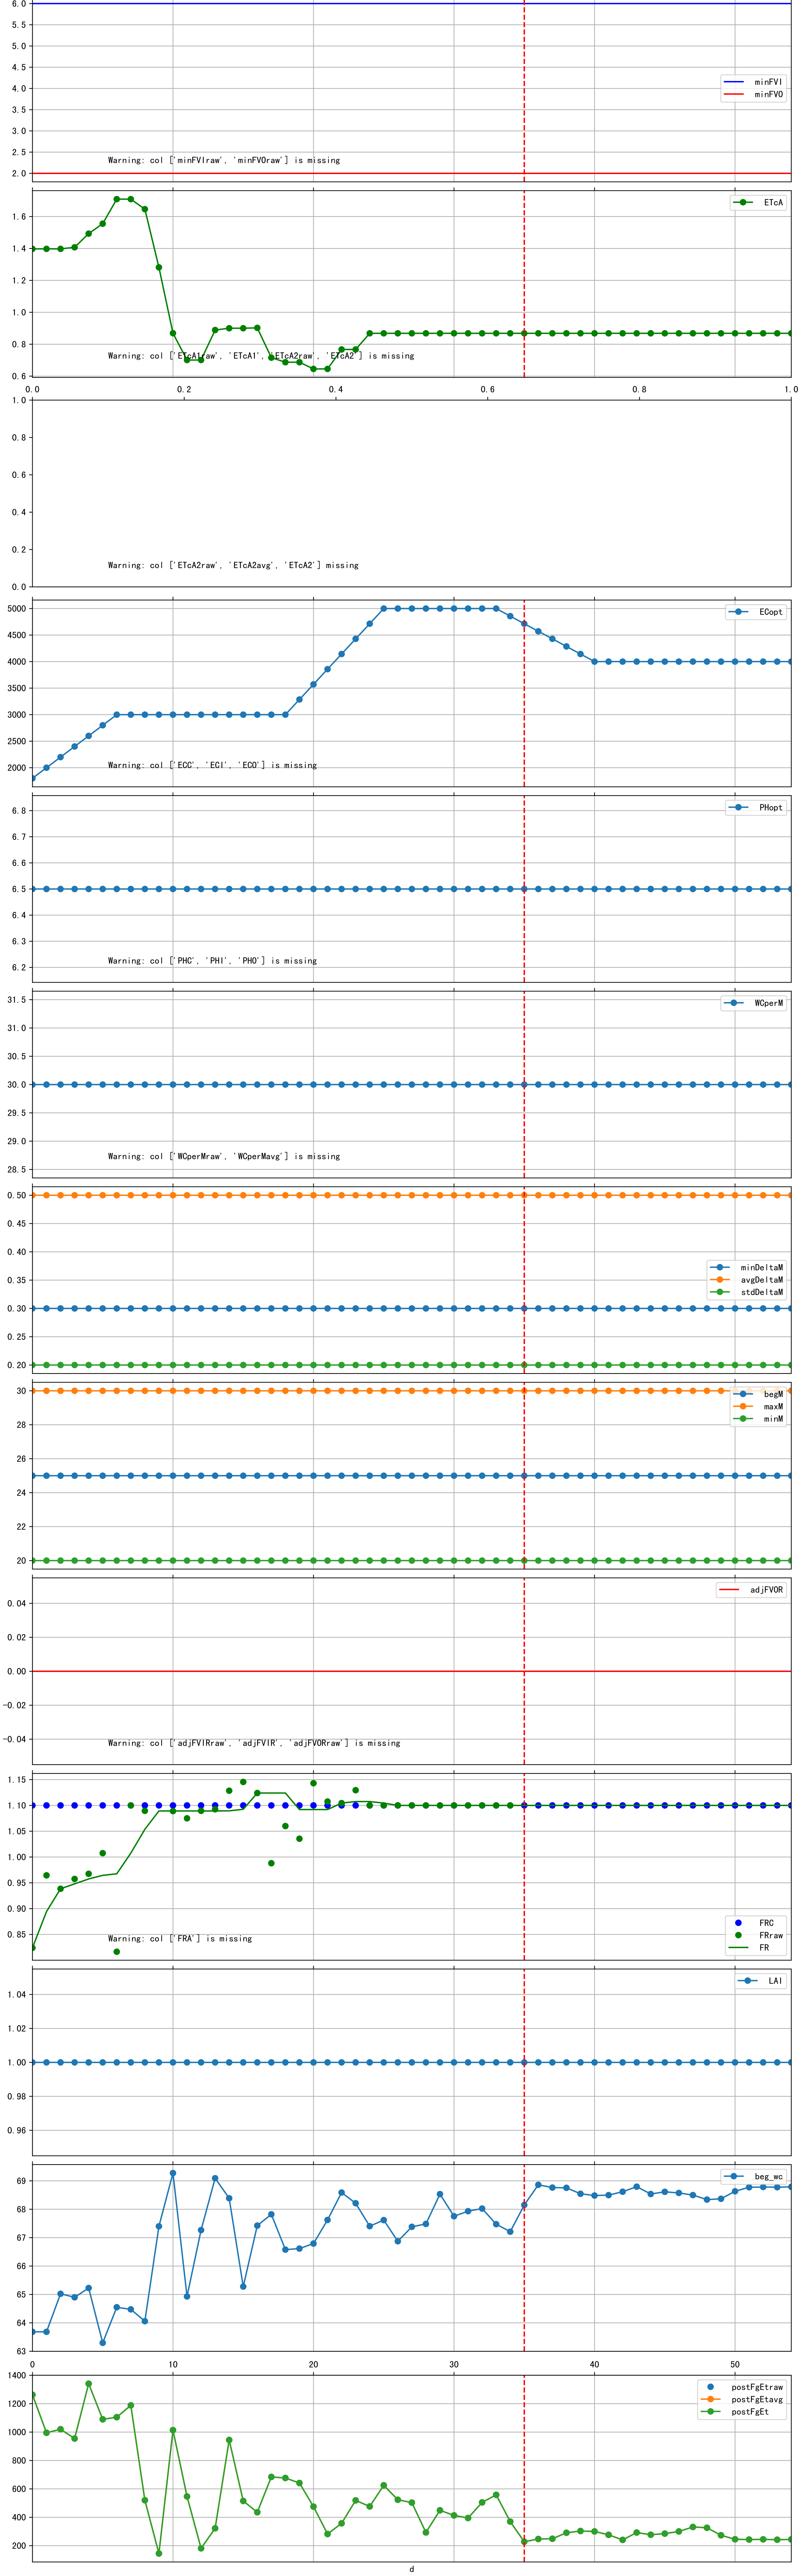 6.0
5.5
5.0
4.5
4.0
3.5
3.0
2.5
2.0
minFVI
minFVO
Warning: col ['minFVIraw', 'minFVOraw'] is missing
1.6
1.4
1.2
1.0
0.8
0.6
ETcA
Warning: col ['ETcA1raw', 'ETcA1', 'ETcA2raw', 'ETcA2'] is missing
0.0 0.2 0.4 0.6 0.8 1.0
1.0
0.8
0.6
0.4
0.2
0.0
Warning: col ['ETcA2raw', 'ETcA2avg', 'ETcA2'] missing
5000
4500
4000
3500
3000
2500
2000
ECopt
Warning: col ['ECC', 'ECI', 'ECO'] is missing
6.8
6.7
6.6
6.5
6.4
6.3
6.2
PHopt
Warning: col ['PHC', 'PHI', 'PHO'] is missing
31.5
31.0
30.5
30.0
29.5
29.0
28.5
WCperM
Warning: col ['WCperMraw', 'WCperMavg'] is missing
0.50
0.45
0.40
0.35
0.30
0.25
0.20
minDeltaM
avgDeltaM
stdDeltaM
30
28
26
24
22
20
begM
maxM
minM
0.04
0.02
0.00
-0.02
-0.04
adjFVOR
Warning: col ['adjFVIRraw', 'adjFVIR', 'adjFVORraw'] is missing
1.15
1.10
1.05
1.00
0.95
0.90
0.85
FRC
FRraw
FR
Warning: col ['FRA'] is missing
1.04
1.02
1.00
0.98
0.96
LAI
69
68
67
66
65
64
63
beg_wc
0 10 20 30 40 50
1400
1200
1000
800
600
400
200
postFgEtraw
postFgEtavg
postFgEt
d